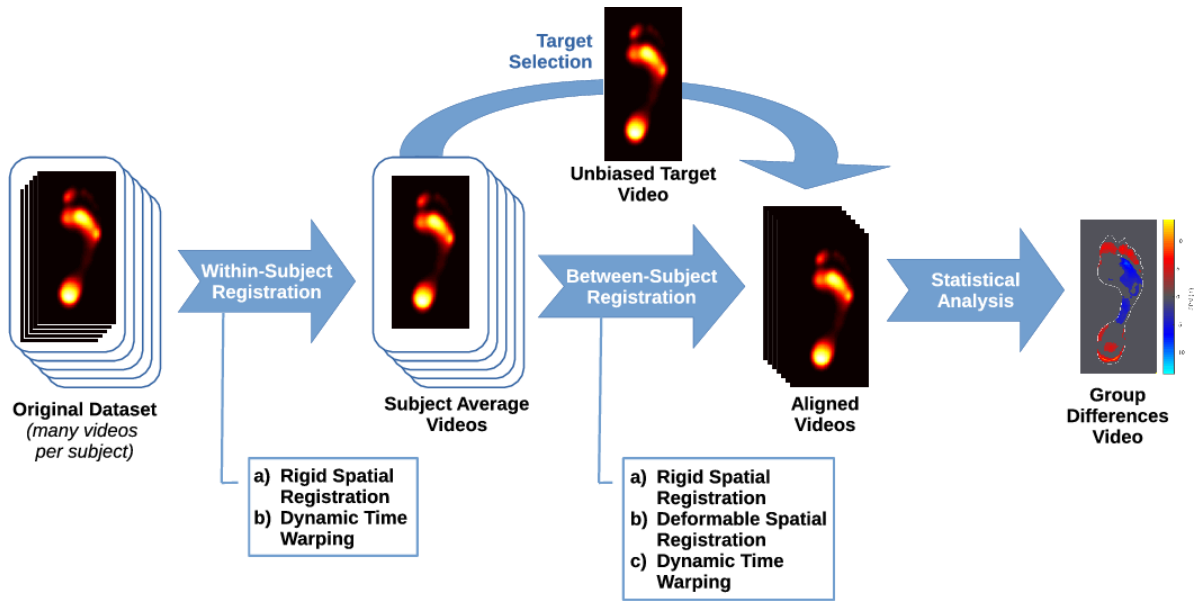 Target
Selection
Unbiased Target
Video
Within-Subject
Registration
Between-Subject
Registration
Statistical
Analysis
Original Dataset
(many videos
per subject)
Subject Average
Videos
Aligned
Videos
Group
Differences
Video
a) Rigid Spatial
Registration
b) Dynamic Time
Warping
a) Rigid Spatial
Registration
b) Deformable Spatial
Registration
c) Dynamic Time
Warping